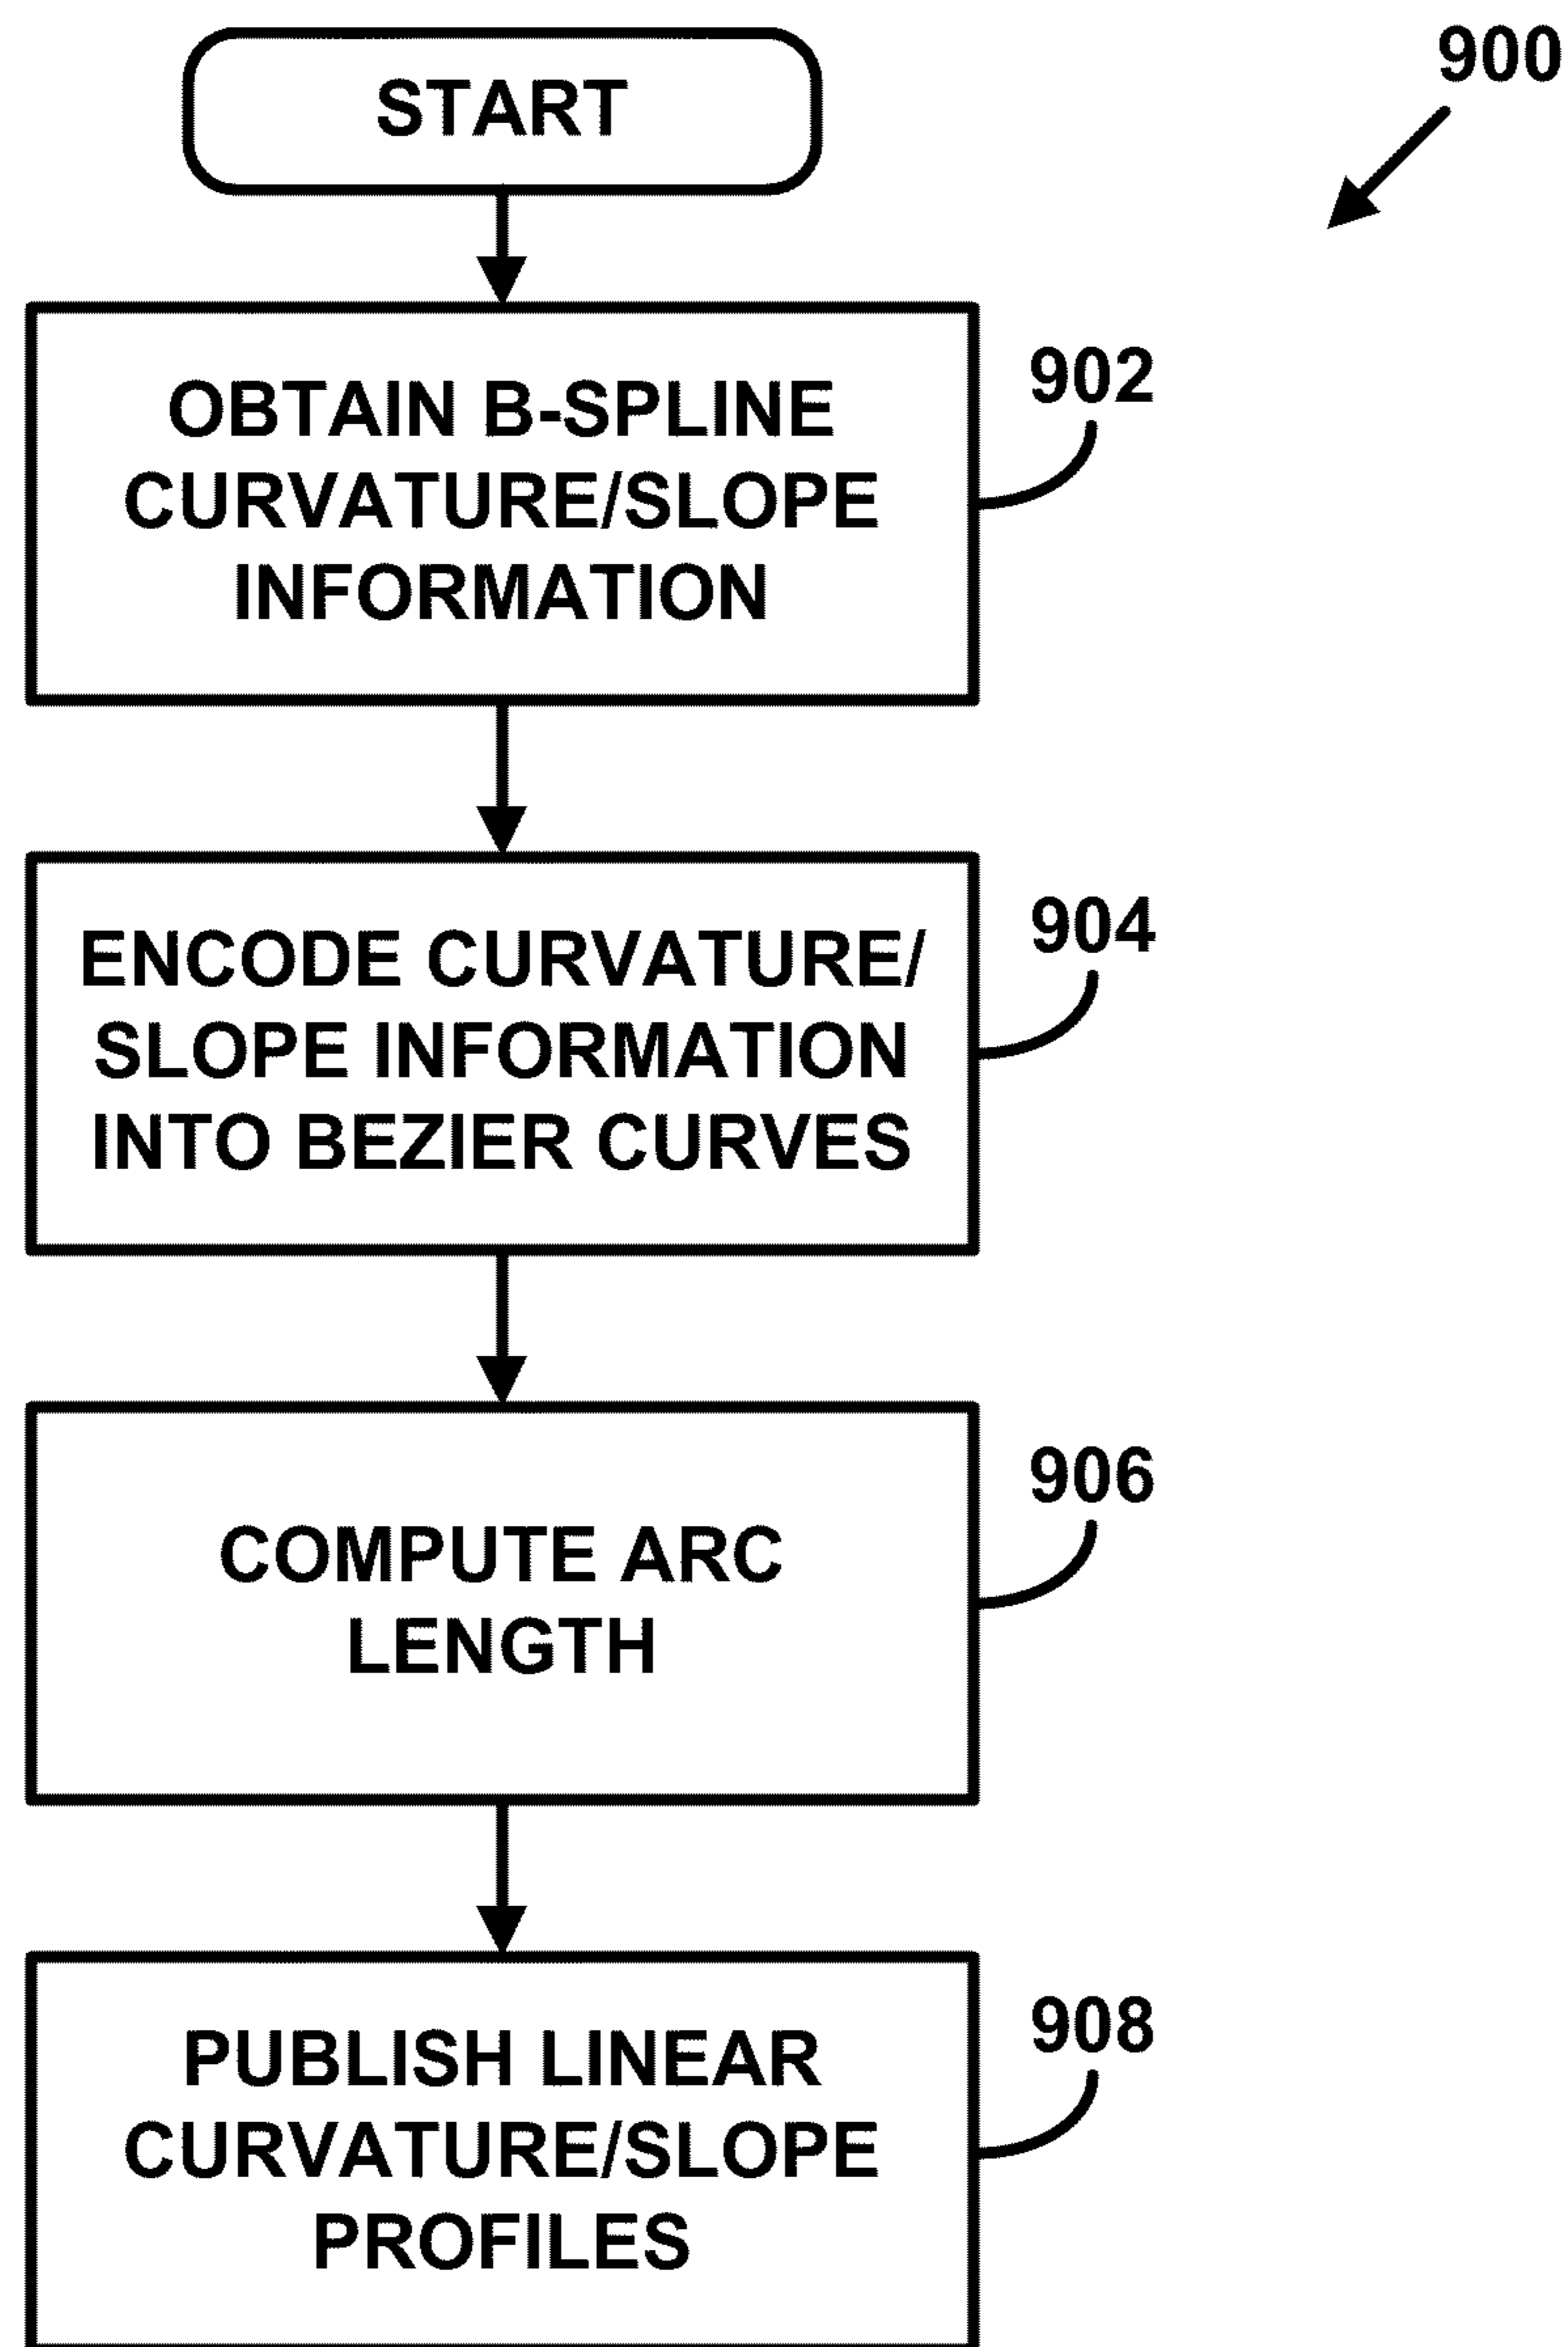 START
900
OBTAIN B-SPLINE
CURVATURE/SLOPE
INFORMATION
902
ENCODE CURVATURE/
SLOPE INFORMATION
INTO BEZIER CURVES
904
COMPUTE ARC
LENGTH
906
PUBLISH LINEAR
CURVATURE/SLOPE
PROFILES
908